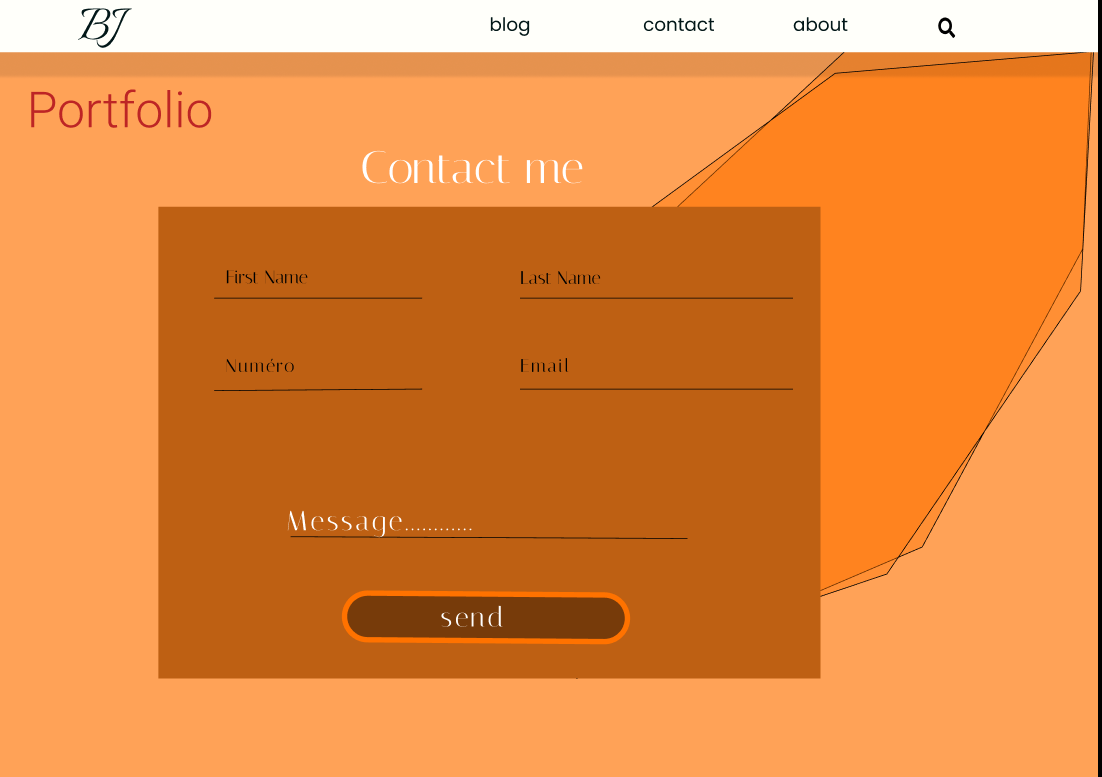 BJ blog contact about
Portfolio
Contact me
First Name Last Name
Numéro Email
Message............
send